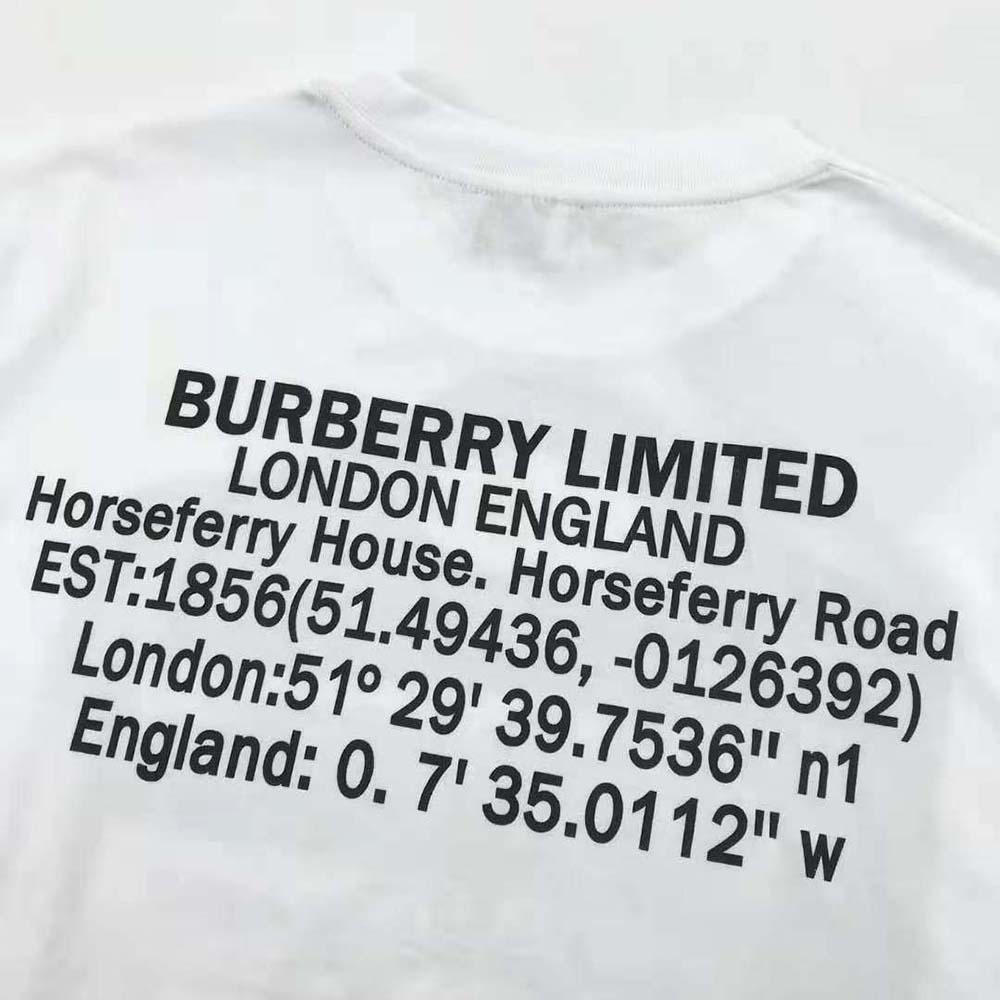 BURBERRY LIMITED
LONDON ENGLAND
Horseferry House. Horseferry Road
EST:1856(51.49436, -0126392)
London:51º 29' 39.7536" n1
England: 0. 7' 35.0112" w